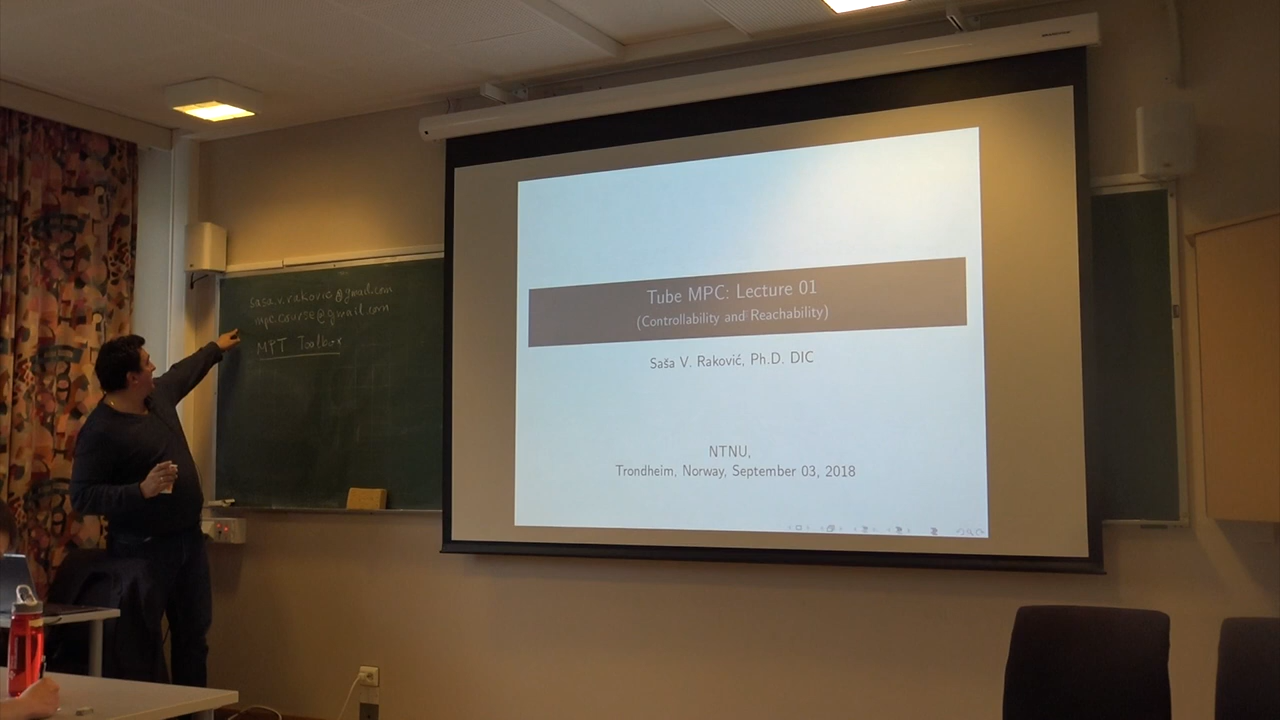 sasa.v.rakovic@gmail.com
mpc.course@gmail.com
MPT Toolbox
Tube MPC: Lecture 01
(Controllability and Reachability)
Saša V. Raković, Ph.D. DIC
NTNU,
Trondheim, Norway, September 03, 2018